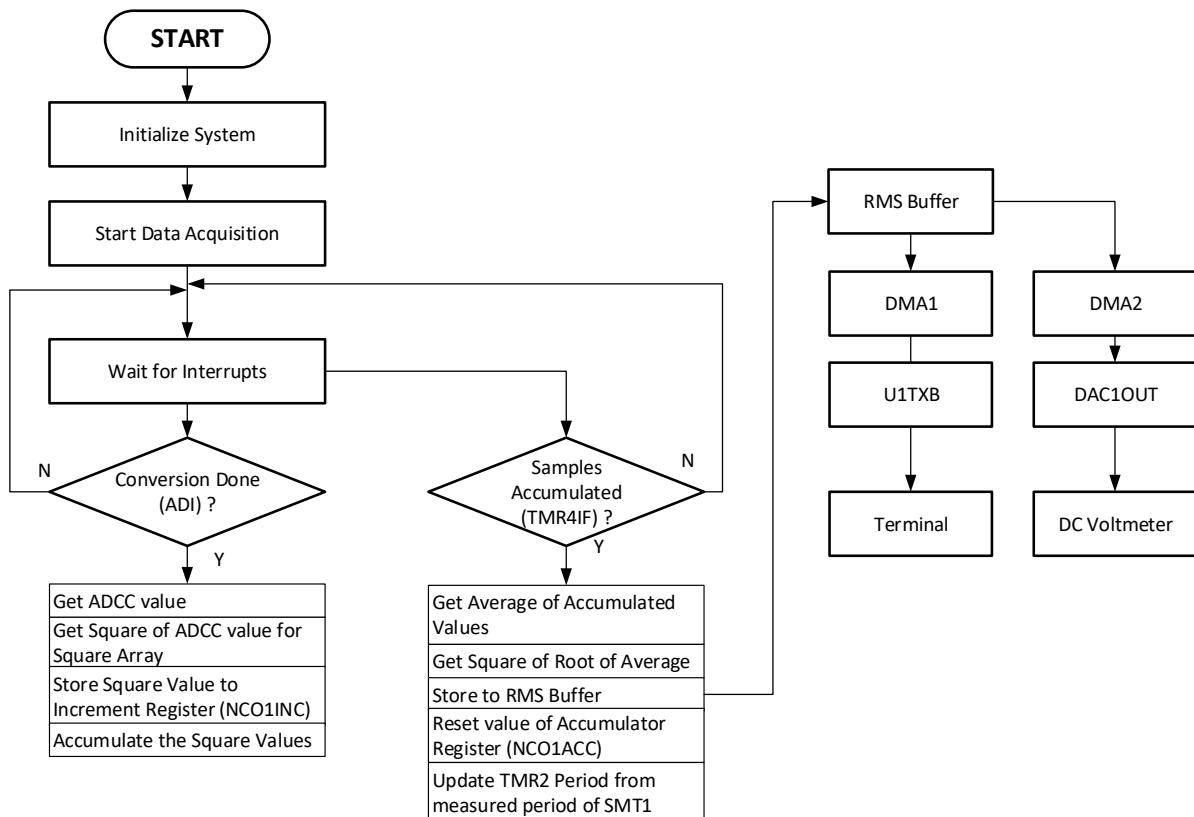 START
Initialize System
Start Data Acquisition
Wait for Interrupts
N
Conversion Done
(ADI) ?
Y
Get ADCC value
Get Square of ADCC value for
Square Array
Store Square Value to
Increment Register (NCO1INC)
Accumulate the Square Values
Samples
Accumulated
(TMR4IF) ?
N
Y
Get Average of Accumulated
Values
Get Square of Root of Average
Store to RMS Buffer
Reset value of Accumulator
Register (NCO1ACC)
Update TMR2 Period from
measured period of SMT1
RMS Buffer
DMA1
U1TXB
Terminal
DMA2
DAC1OUT
DC Voltmeter